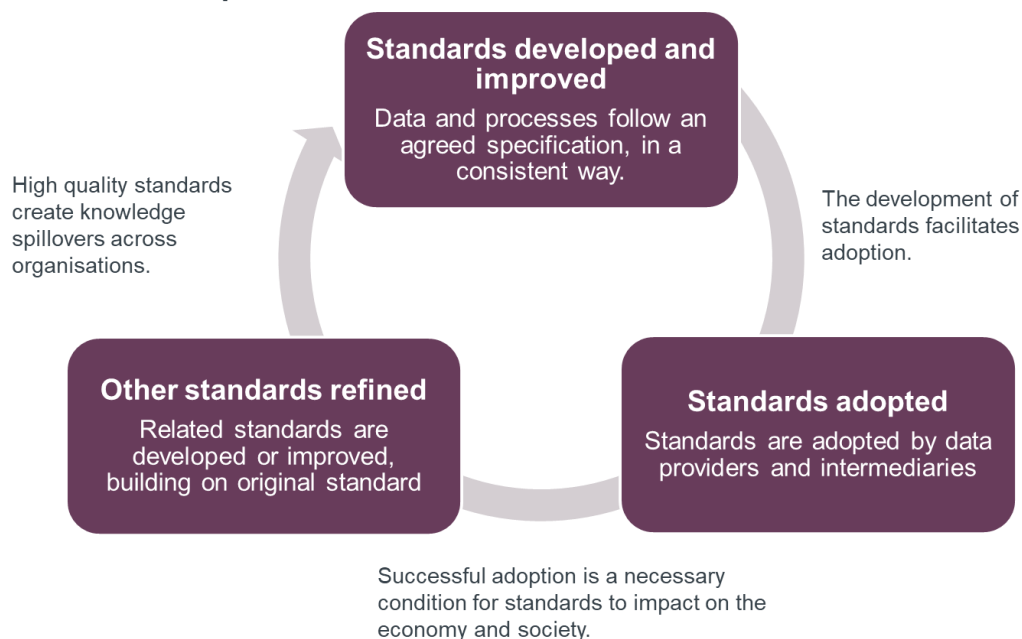 Standards developed and
improved
Data and processes follow an
agreed specification, in a
consistent way.
High quality standards
create knowledge
spillovers across
organisations.
The development of
standards facilitates
adoption.
Other standards refined
Related standards are
developed or improved,
building on original standard
Standards adopted
Standards are adopted by data
providers and intermediaries
Successful adoption is a necessary
condition for standards to impact on the
economy and society.